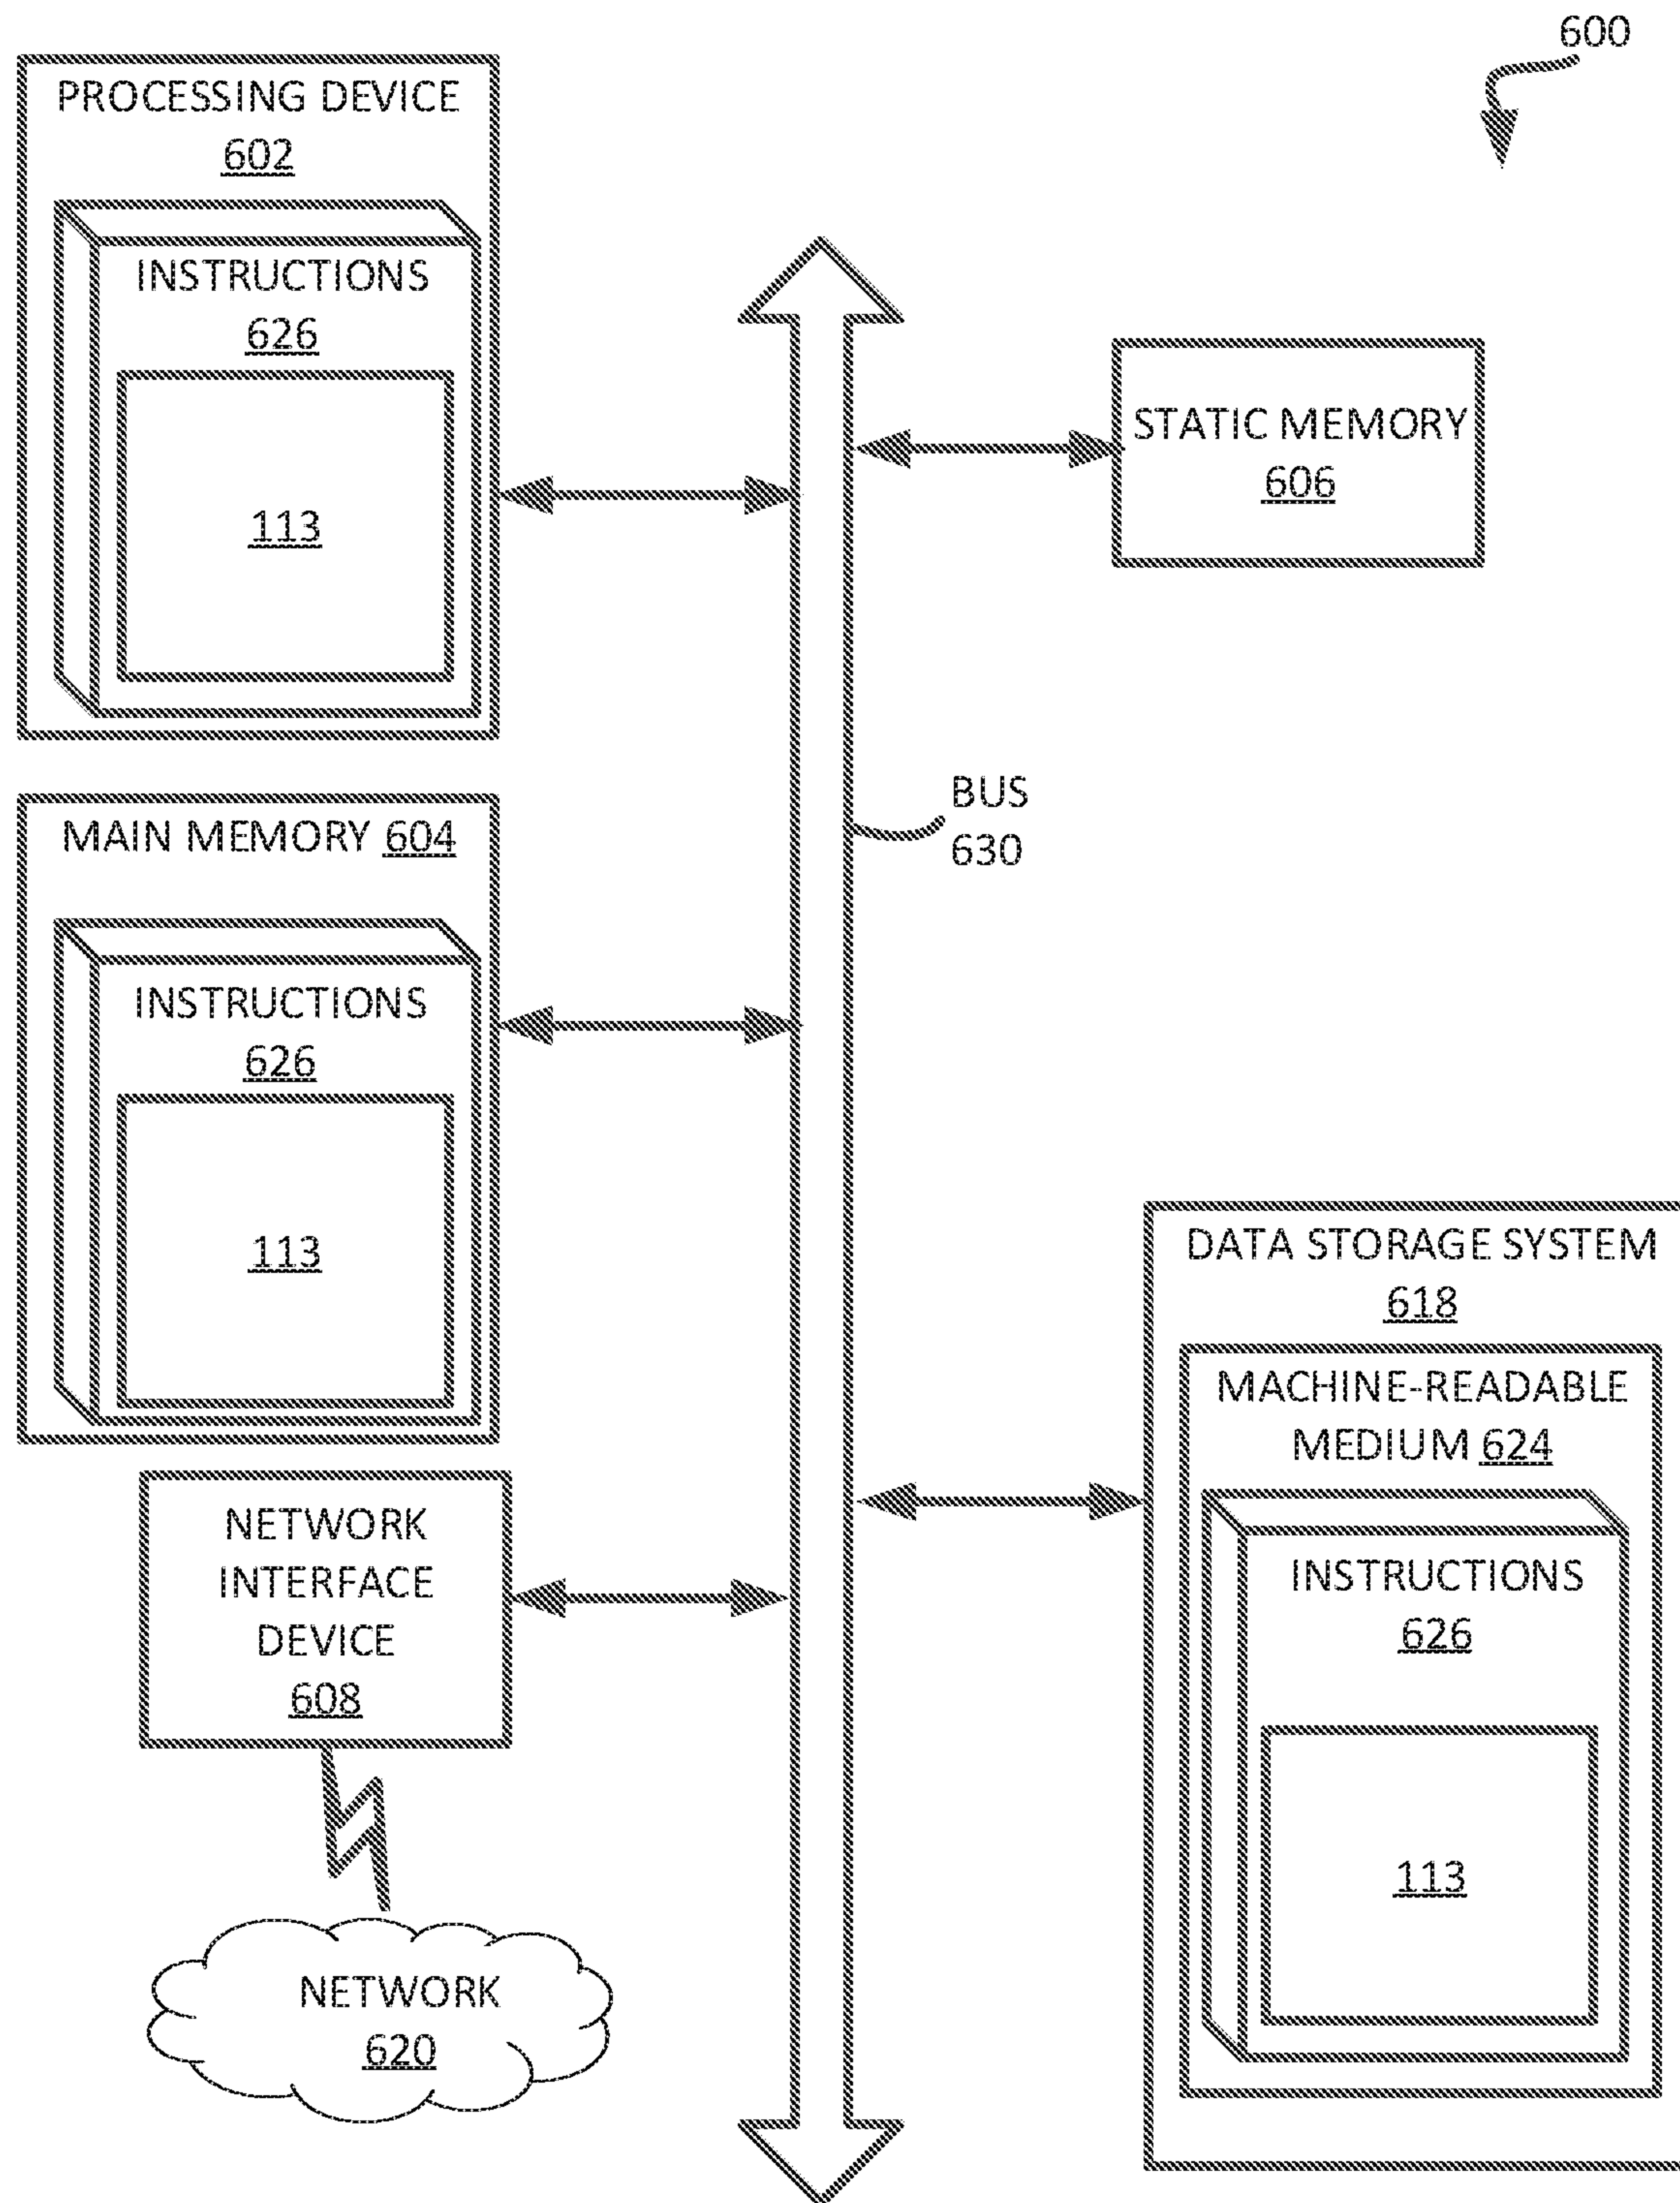 600
PROCESSING DEVICE
602
INSTRUCTIONS
626
113
STATIC MEMORY
606
BUS
630
MAIN MEMORY 604
INSTRUCTIONS
626
113
DATA STORAGE SYSTEM
618
MACHINE-READABLE
MEDIUM 624
INSTRUCTIONS
626
113
NETWORK
INTERFACE
DEVICE
608
NETWORK
620